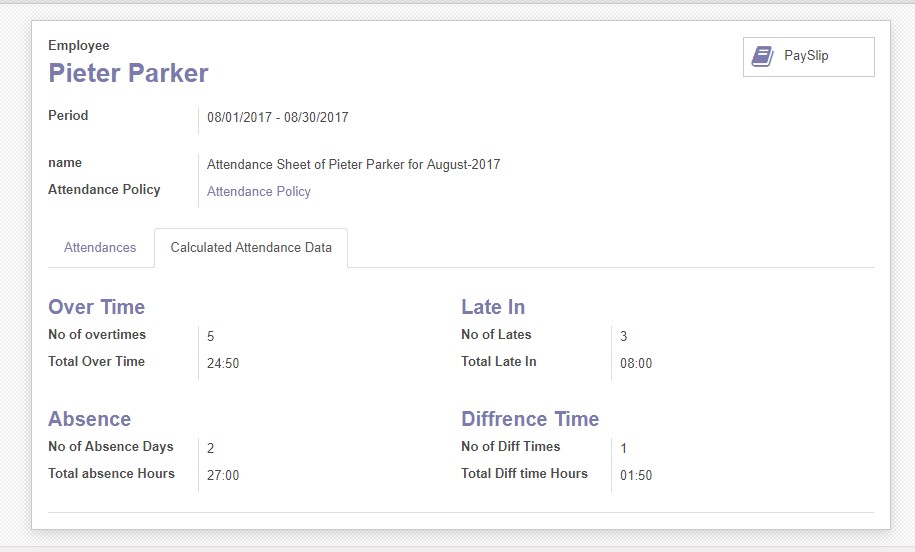 Employee
Pieter Parker
PaySlip
Period 08/01/2017 - 08/30/2017
name Attendance Sheet of Pieter Parker for August-2017
Attendance Policy Attendance Policy
Attendances Calculated Attendance Data
Over Time
No of overtimes 5
Total Over Time 24:50
Late In
No of Lates 3
Total Late In 08:00
Absence
No of Absence Days 2
Total absence Hours 27:00
Diffrence Time
No of Diff Times 1
Total Diff time Hours 01:50